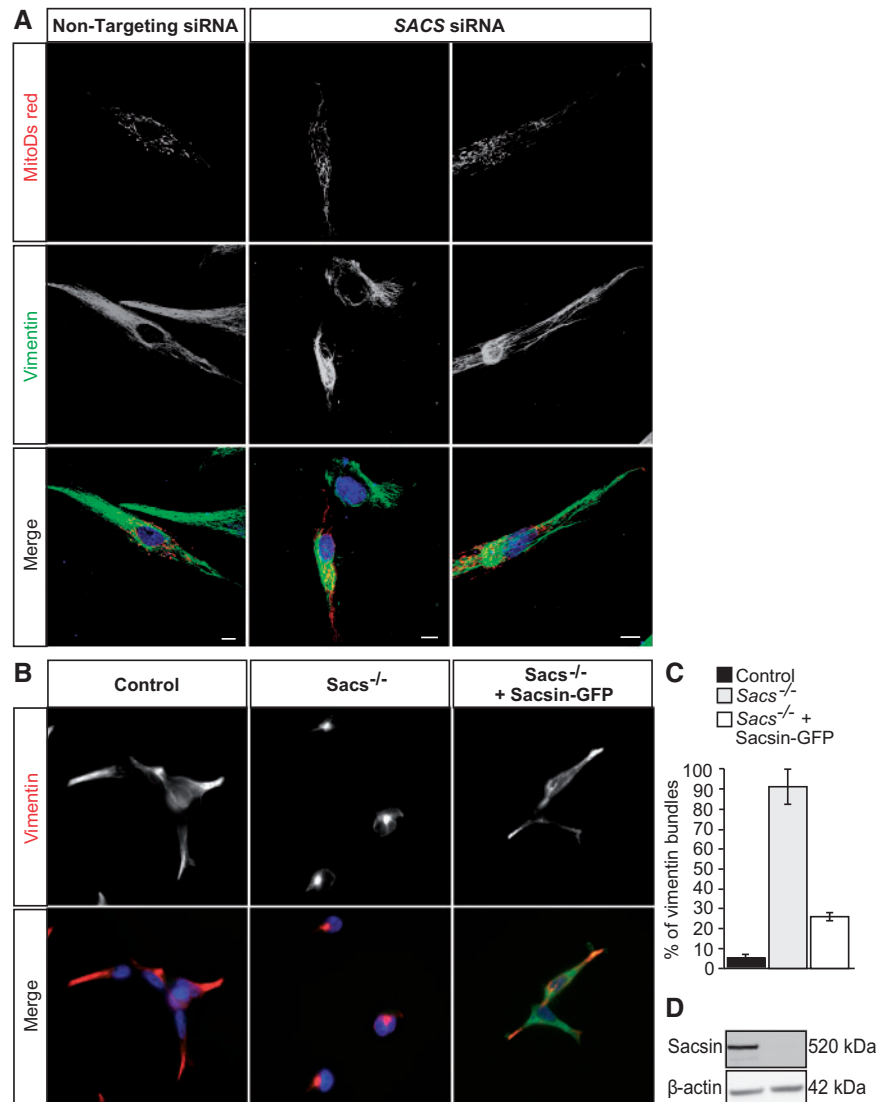 A
Non-Targeting siRNA
SACS siRNA
MitoDs red
Vimentin
Merge
B
Control
Sacs-/-
Sacs-/-
+ Sacsin-GFP
Vimentin
Merge
C
Control
Sacs-/-
Sacs-/- +
Sacsin-GFP
% of vimentin bundles
100
90
80
70
60
50
40
30
20
10
0
D
Sacsin
520 kDa
β-actin
42 kDa